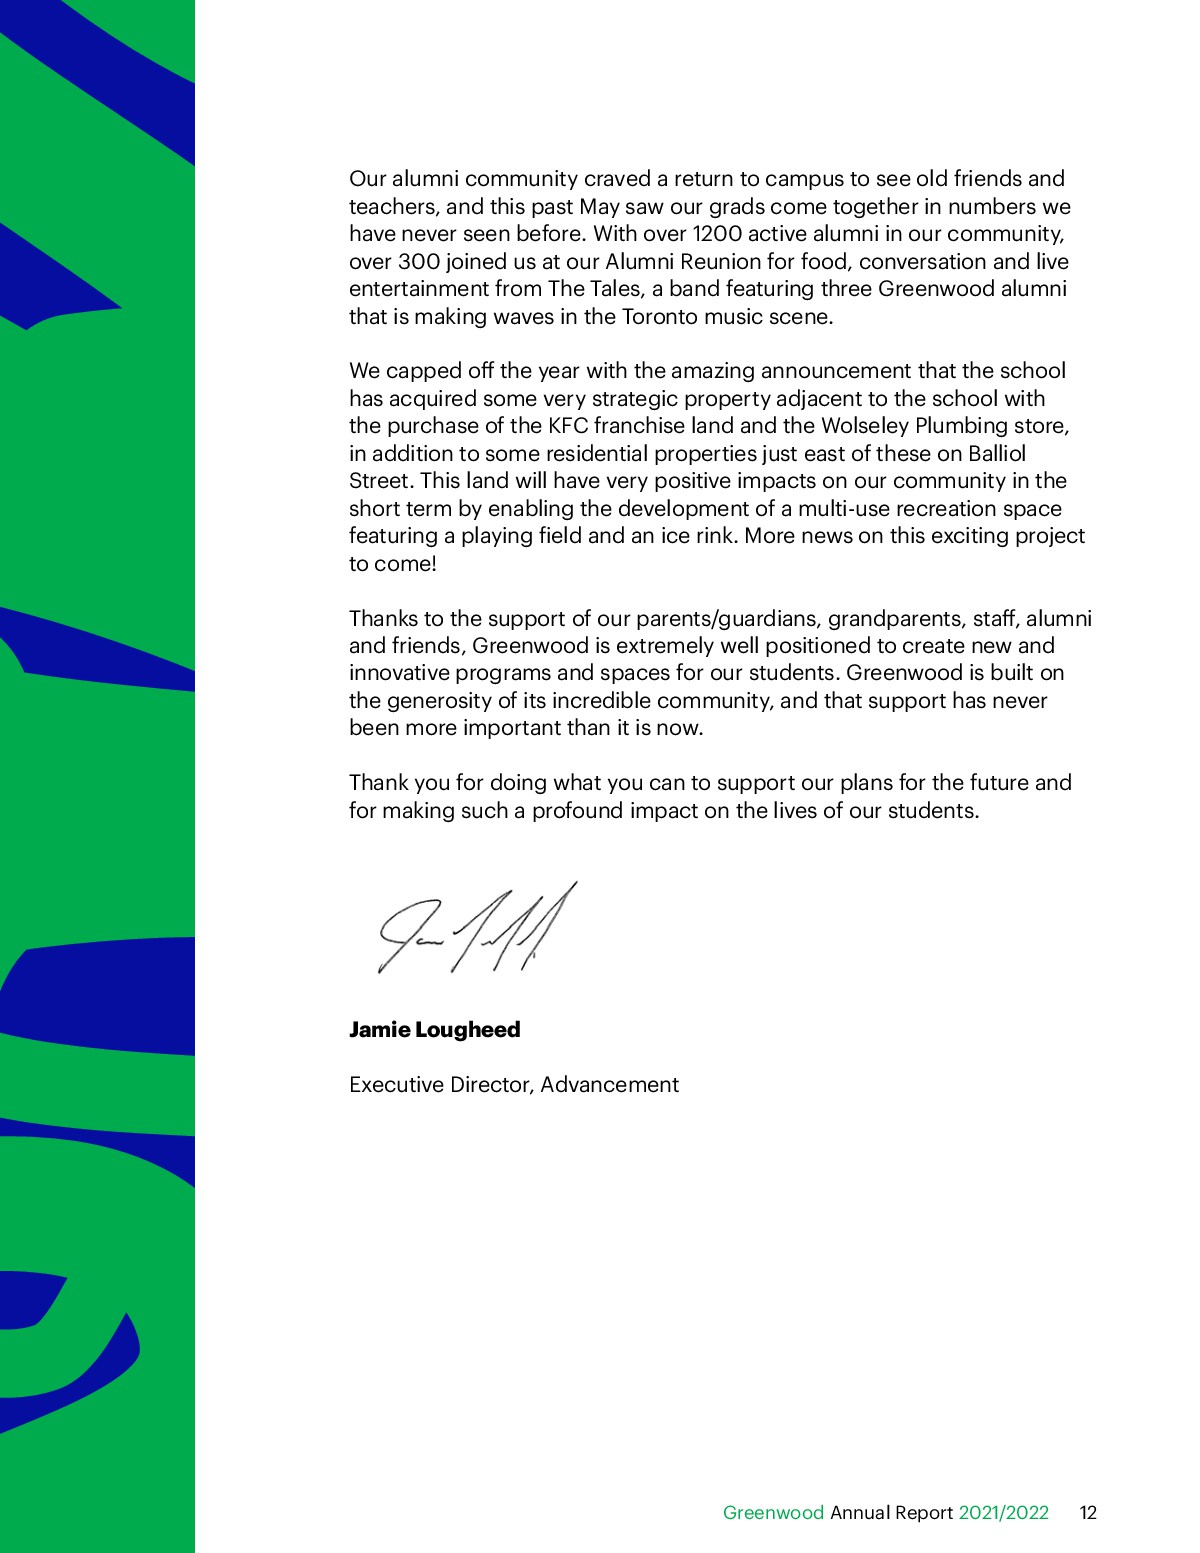 Our alumni community craved a return to campus to see old friends and
teachers, and this past May saw our grads come together in numbers we
have never seen before. With over 1200 active alumni in our community,
over 300 joined us at our Alumni Reunion for food, conversation and live
entertainment from The Tales, a band featuring three Greenwood alumni
that is making waves in the Toronto music scene.
We capped off the year with the amazing announcement that the school
has acquired some very strategic property adjacent to the school with
the purchase of the KFC franchise land and the Wolseley Plumbing store,
in addition to some residential properties just east of these on Balliol
Street. This land will have very positive impacts on our community in the
short term by enabling the development of a multi-use recreation space
featuring a playing field and an ice rink. More news on this exciting project
to come!
Thanks to the support of our parents/guardians, grandparents, staff, alumni
and friends, Greenwood is extremely well positioned to create new and
innovative programs and spaces for our students. Greenwood is built on
the generosity of its incredible community, and that support has never
been more important than it is now.
Thank you for doing what you can to support our plans for the future and
for making such a profound impact on the lives of our students.
Jamie Lougheed
Executive Director, Advancement
Greenwood Annual Report 2021/2022 12